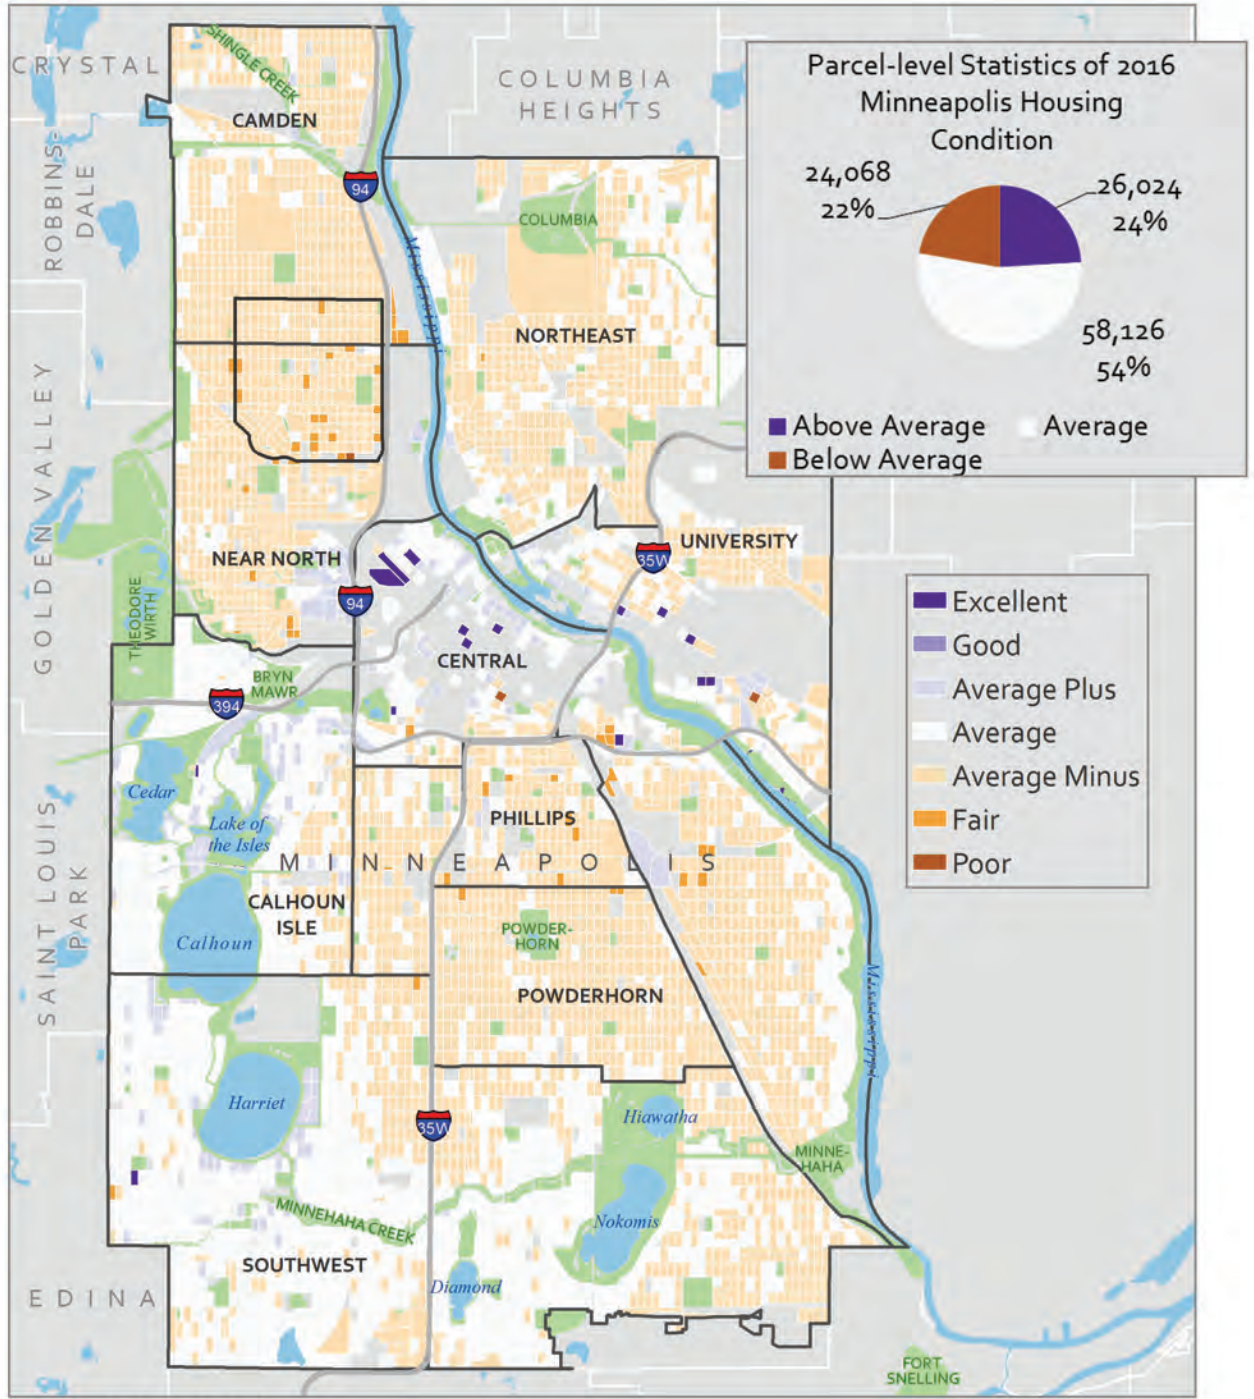 CRYSTAL
SHINGLE CREEK
CAMDEN
COLUMBIA
HEIGHTS
ROBBINS-
DALE
94
COLUMBIA
Mississippi
NORTHEAST
GOLDEN VALLEY
NEAR NORTH
94
35W
UNIVERSITY
THEODORE
WIRTH
CENTRAL
BRYN
MAWR
394
Cedar
Lake of
the Isles
PHILLIPS
MINNEAPOLIS
SAINT LOUIS
PARK
CALHOUN
ISLE
Calhoun
POWDER-
HORN
POWDERHORN
Mississippi
Harriet
35W
Hiawatha
MINNE-
HAHA
MINNEHAHA CREEK
Nokomis
SOUTHWEST
Diamond
EDINA
FORT
SNELLING
Parcel-level Statistics of 2016
Minneapolis Housing
Condition
24,068
22%
26,024
24%
58,126
54%
Above Average
Average
Below Average
Excellent
Good
Average Plus
Average
Average Minus
Fair
Poor